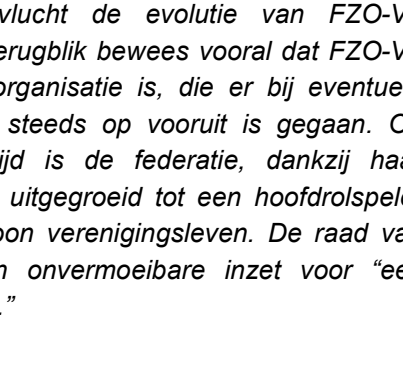 vlucht de evolutie van FZO-V
erugblik bewees vooral dat FZO-V
organisatie is, die er bij eventue
steeds op vooruit is gegaan. O
ijd is de federatie, dankzij haa
uitgegroeid tot een hoofdrolspel
oon verenigingsleven. De raad va
n onvermoeibare inzet voor “ee
.”